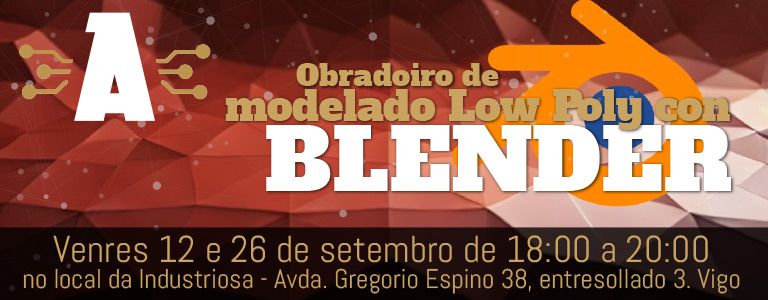 A
Obradoiro de
modelado Low Poly con
BLENDER
Venres 12 e 26 de setembro de 18:00 a 20:00
no local da Industriosa - Avda. Gregorio Espino 38, entresollado 3. Vigo